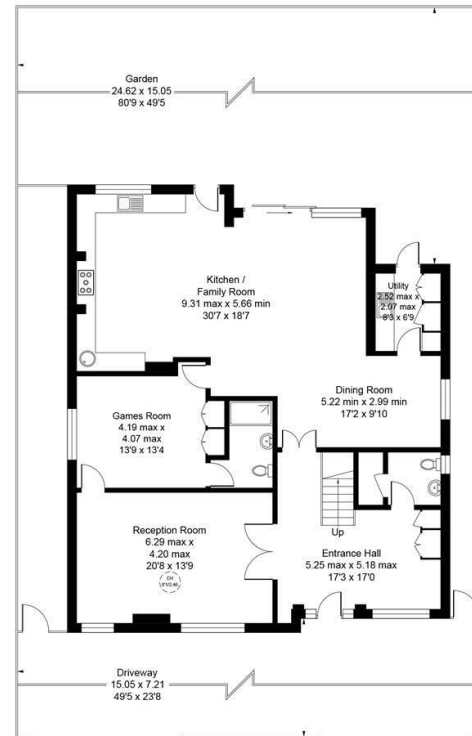 Garden
24.62 x 15.05
80'9 x 49'5
Kitchen /
Family Room
9.31 max x 5.66 min
30'7 x 18'7
Utility
2.52 max x
2.07 max
8'3 x 6'9
Dining Room
5.22 min x 2.99 min
17'2 x 9'10
Games Room
4.19 max x
4.07 max
13'9 x 13'4
Reception Room
6.29 max x
4.20 max
20'8 x 13'9
CH
Up
Entrance Hall
5.25 max x 5.18 max
17'3 x 17'0
Driveway
15.05 x 7.21
49'5 x 23'8